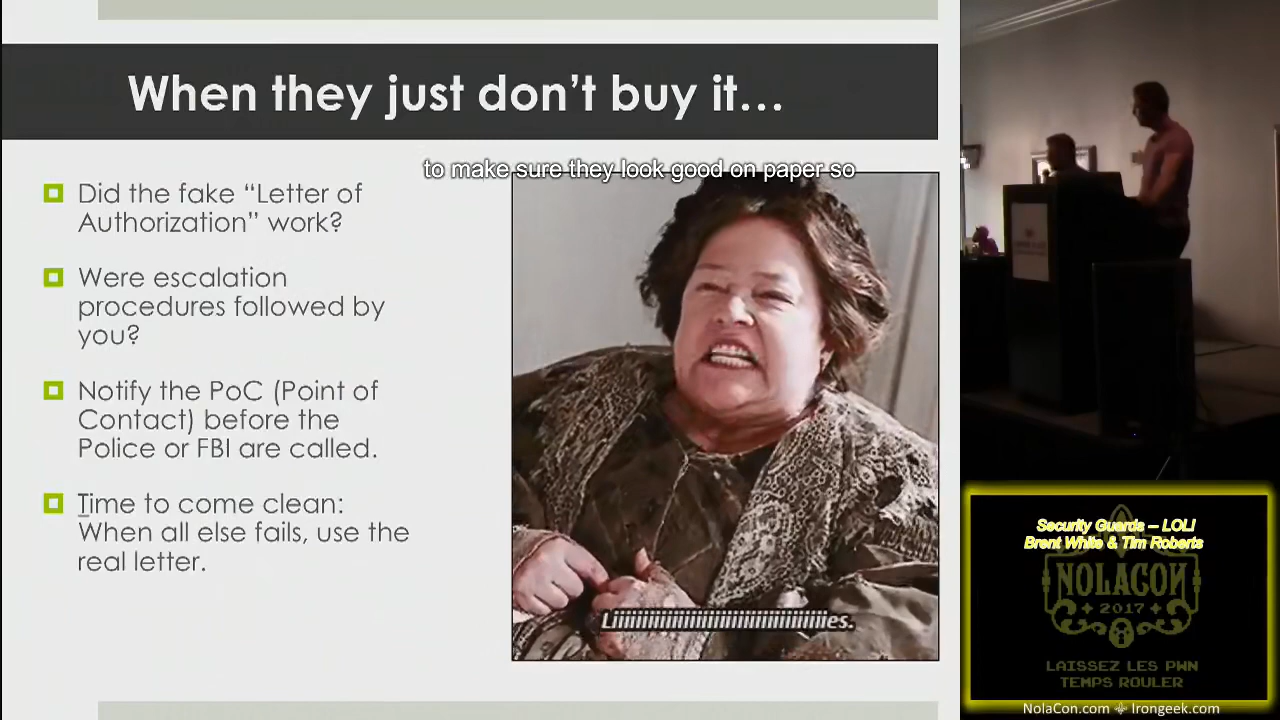 When they just don’t buy it…
to make sure they look good on paper so
Did the fake “Letter of
Authorization” work?
Were escalation
procedures followed by
you?
Notify the PoC (Point of
Contact) before the
Police or FBI are called.
Time to come clean:
When all else fails, use the
real letter.
Liiiiiiiiiiiiiiiiiiiiiiiiiiiiiies.
Security Guards – LOL!
Brent White & Tim Roberts
NOLACON
2017
LAISSEZ LES PWN
TEMPS ROULER
NolaCon.com Irongeek.com